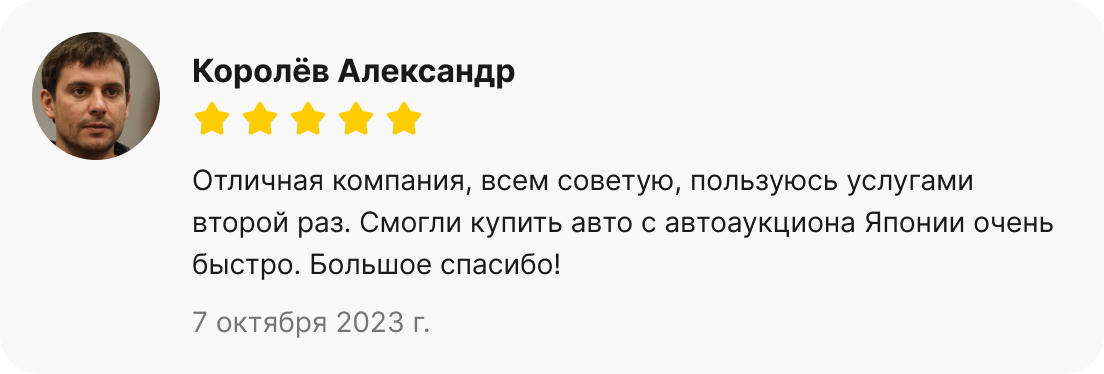 Королёв Александр
Отличная компания, всем советую, пользуюсь услугами
второй раз. Смогли купить авто с автоаукциона Японии очень
быстро. Большое спасибо!
7 октября 2023 г.